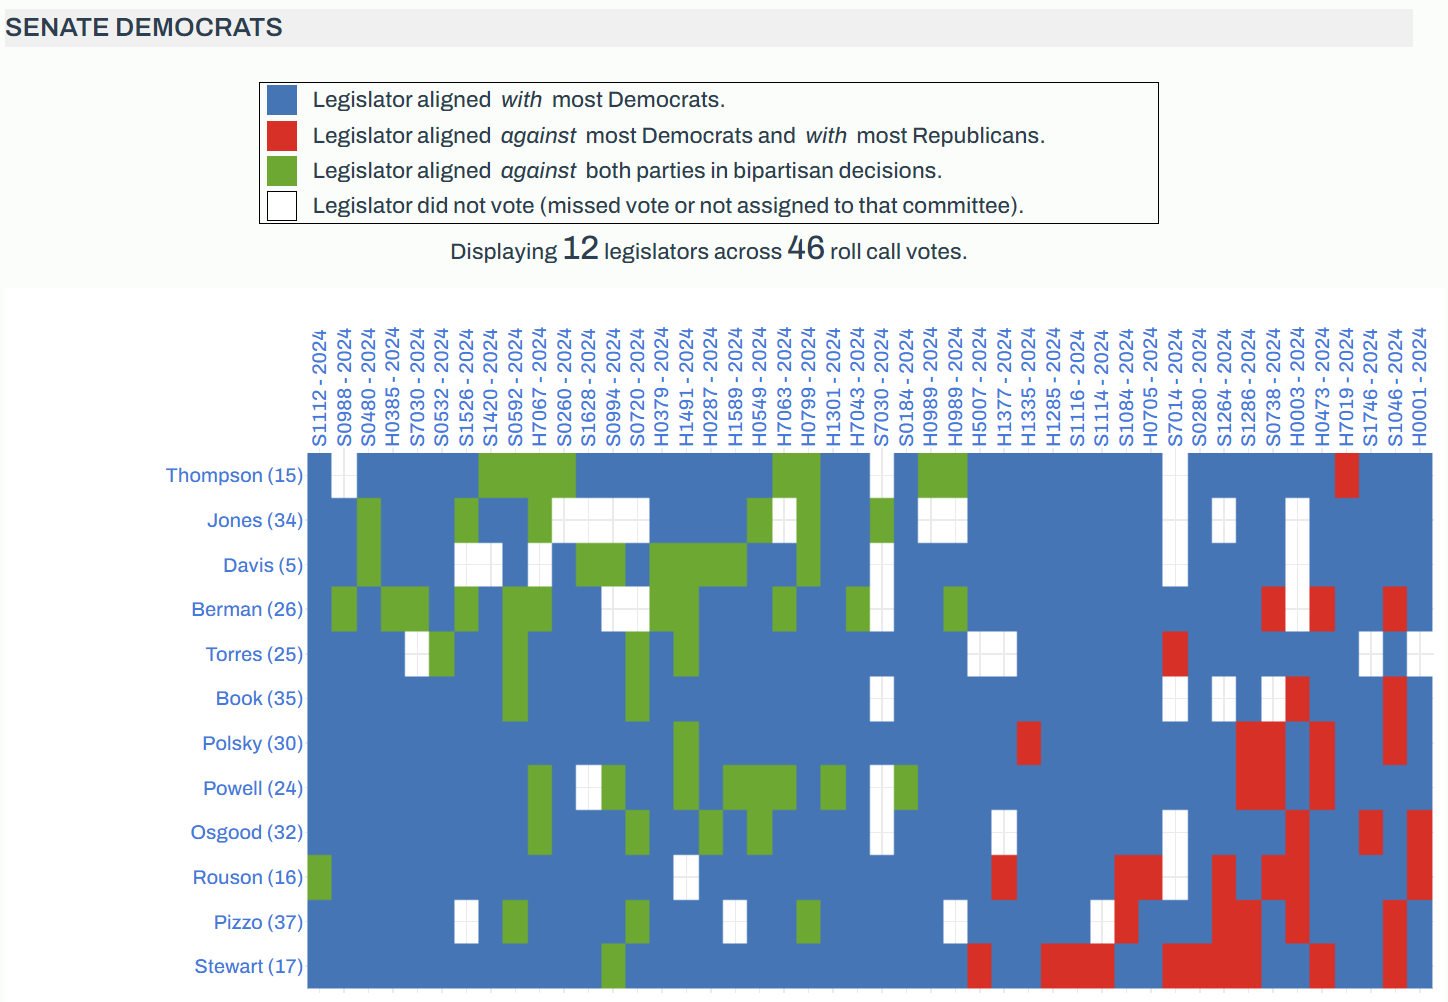 SENATE DEMOCRATS
Legislator aligned with most Democrats.
Legislator aligned against most Democrats and with most Republicans.
Legislator aligned against both parties in bipartisan decisions.
Legislator did not vote (missed vote or not assigned to that committee).
Displaying 12 legislators across 46 roll call votes.
S1112 - 2024
S0988 - 2024
S0480 - 2024
H0385 - 2024
S7030 - 2024
S0532 - 2024
S1526 - 2024
S1420 - 2024
S0592 - 2024
H7067 - 2024
S0260 - 2024
S1628 - 2024
S0994 - 2024
S0720 - 2024
H0379 - 2024
H1491 - 2024
H0287 - 2024
H1589 - 2024
H0549 - 2024
H7063 - 2024
H0799 - 2024
H1301 - 2024
H7043 - 2024
S7030 - 2024
S0184 - 2024
H0989 - 2024
H0989 - 2024
H5007 - 2024
H1377 - 2024
H1335 - 2024
H1285 - 2024
S1116 - 2024
S1114 - 2024
S1084 - 2024
H0705 - 2024
S7014 - 2024
S0280 - 2024
S1264 - 2024
S1286 - 2024
S0738 - 2024
H0003 - 2024
H0473 - 2024
H7019 - 2024
S1746 - 2024
S1046 - 2024
H0001 - 2024
Thompson (15)
Jones (34)
Davis (5)
Berman (26)
Torres (25)
Book (35)
Polsky (30)
Powell (24)
Osgood (32)
Rouson (16)
Pizzo (37)
Stewart (17)